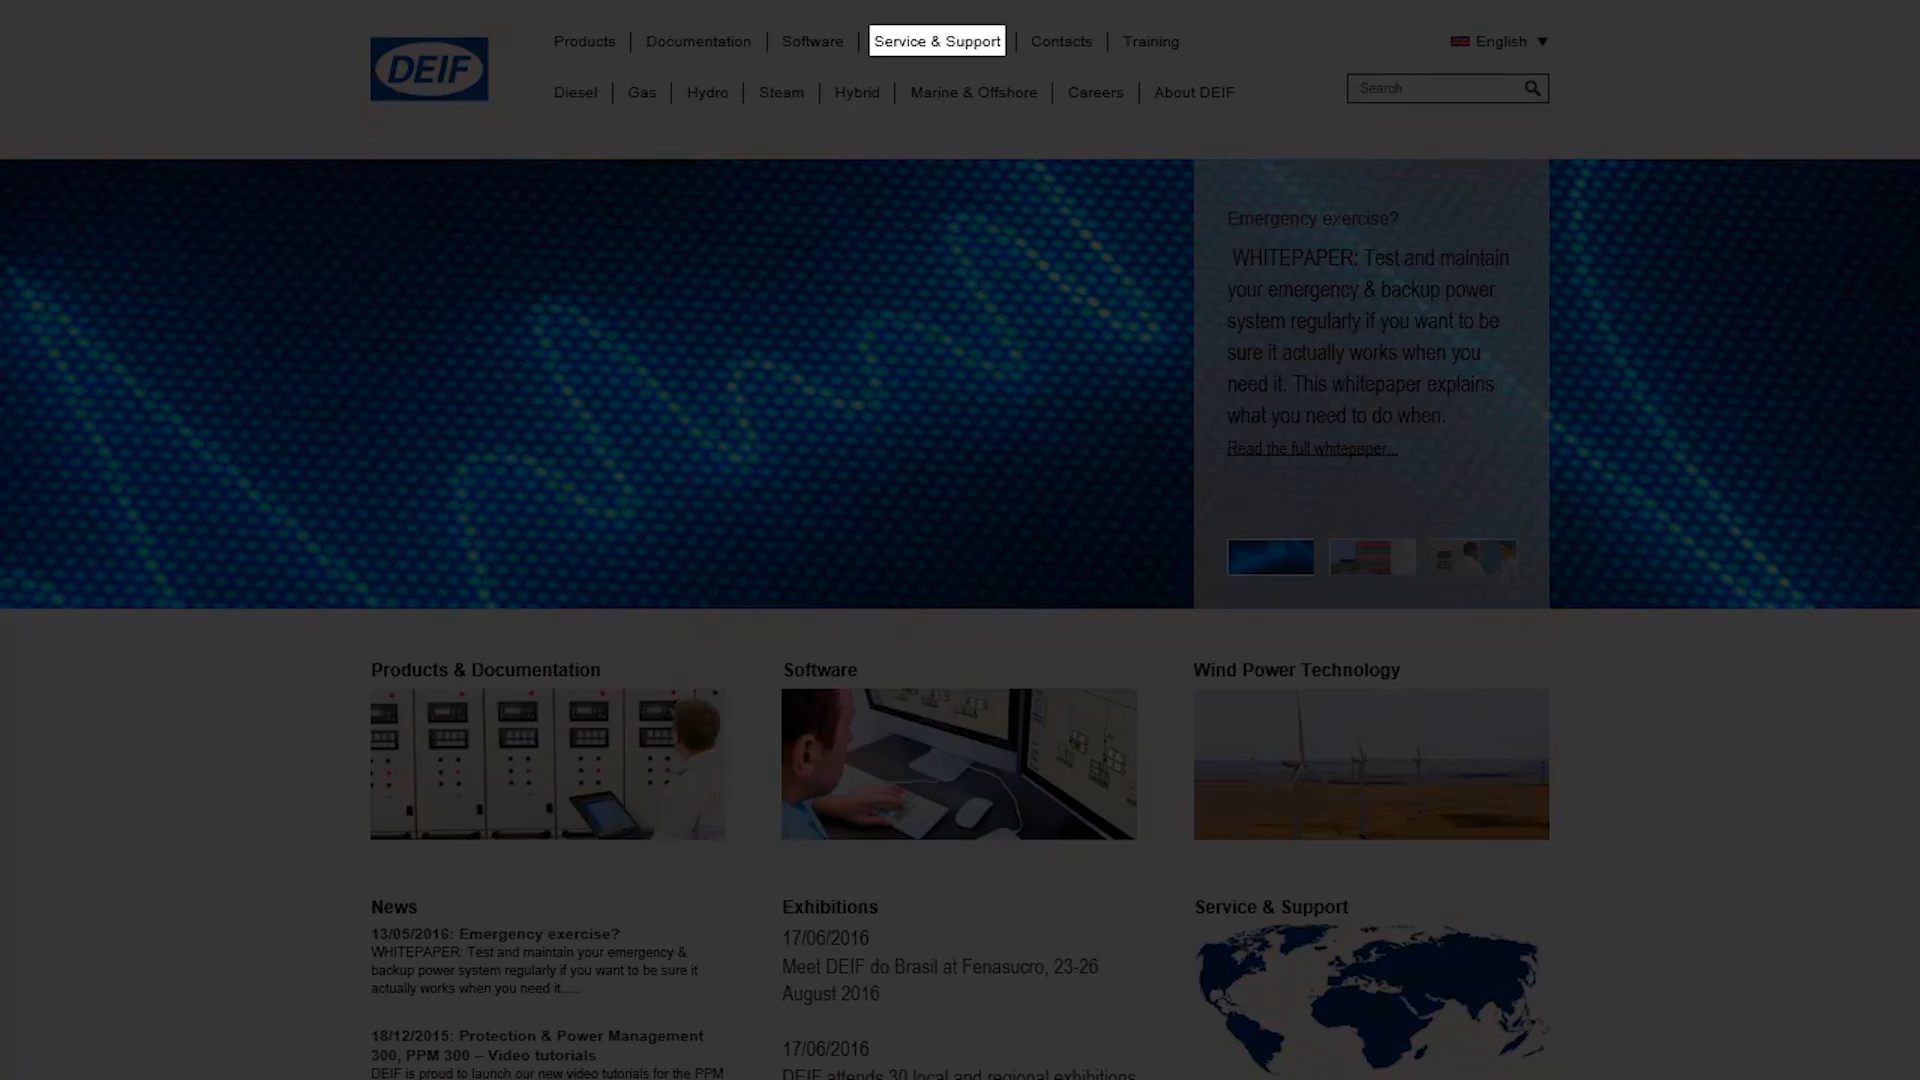 DEIF
Products
Documentation
Software
Service & Support
Contacts
Training
English
Diesel
Gas
Hydro
Steam
Hybrid
Marine & Offshore
Careers
About DEIF
Search
Emergency exercise?
WHITEPAPER: Test and maintain
your emergency & backup power
system regularly if you want to be
sure it actually works when you
need it. This whitepaper explains
what you need to do when.
Read the full whitepaper...
Products & Documentation
Software
Wind Power Technology
News
13/05/2016: Emergency exercise?
WHITEPAPER: Test and maintain your emergency &
backup power system regularly if you want to be sure it
actually works when you need it......
18/12/2015: Protection & Power Management
300, PPM 300 – Video tutorials
DEIF is proud to launch our new video tutorials for the PPM
Exhibitions
17/06/2016
Meet DEIF do Brasil at Fenasucro, 23-26
August 2016
17/06/2016
DEIF attends 30 local and regional exhibitions
Service & Support